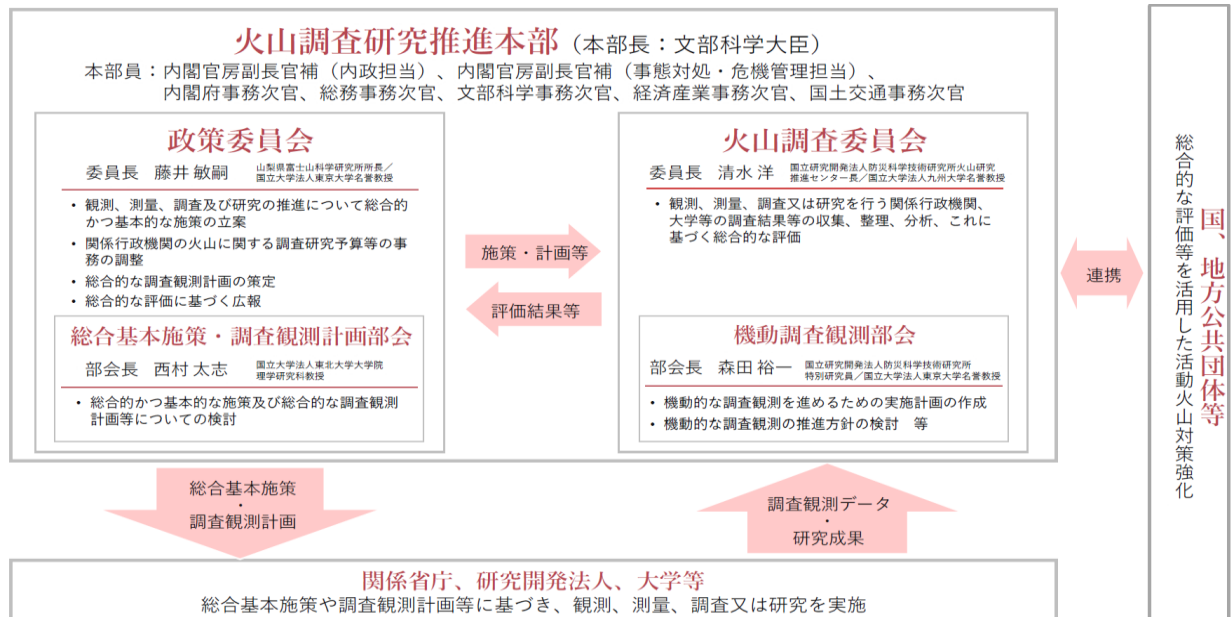 火山調査研究推進本部（本部長：文部科学大臣）
本部員：内閣官房副長官補（内政担当）、内閣官房副長官補（事態対処・危機管理担当）、
内閣府事務次官、総務事務次官、文部科学事務次官、経済産業事務次官、国土交通事務次官
政策委員会
委員長 藤井 敏嗣 山梨県富士山科学研究所所長／
国立大学法人東京大学名誉教授
・観測、測量、調査及び研究の推進について総合的
かつ基本的な施策の立案
・関係行政機関の火山に関する調査研究予算等の事
務の調整
・総合的な調査観測計画の策定
・総合的な評価に基づく広報
総合基本施策・調査観測計画部会
部会長 西村 太志 国立大学法人東北大学大学院
理学研究科教授
・総合的かつ基本的な施策及び総合的な調査観測
計画等についての検討
施策・計画等
評価結果等
火山調査委員会
委員長 清水 洋 国立研究開発法人防災科学技術研究所火山研究
推進センター長／国立大学法人九州大学名誉教授
・観測、測量、調査又は研究を行う関係行政機関、
大学等の調査結果等の収集、整理、分析、これに
基づく総合的な評価
機動調査観測部会
部会長 森田 裕一 国立研究開発法人防災科学技術研究所
特別研究員／国立大学法人東京大学名誉教授
・機動的な調査観測を進めるための実施計画の作成
・機動的な調査観測の推進方針の検討 等
連携
国、地方公共団体等
総合的な評価等を活用した活動火山対策強化
総合基本施策
・
調査観測計画
調査観測データ
・
研究成果
関係省庁、研究開発法人、大学等
総合基本施策や調査観測計画等に基づき、観測、測量、調査又は研究を実施